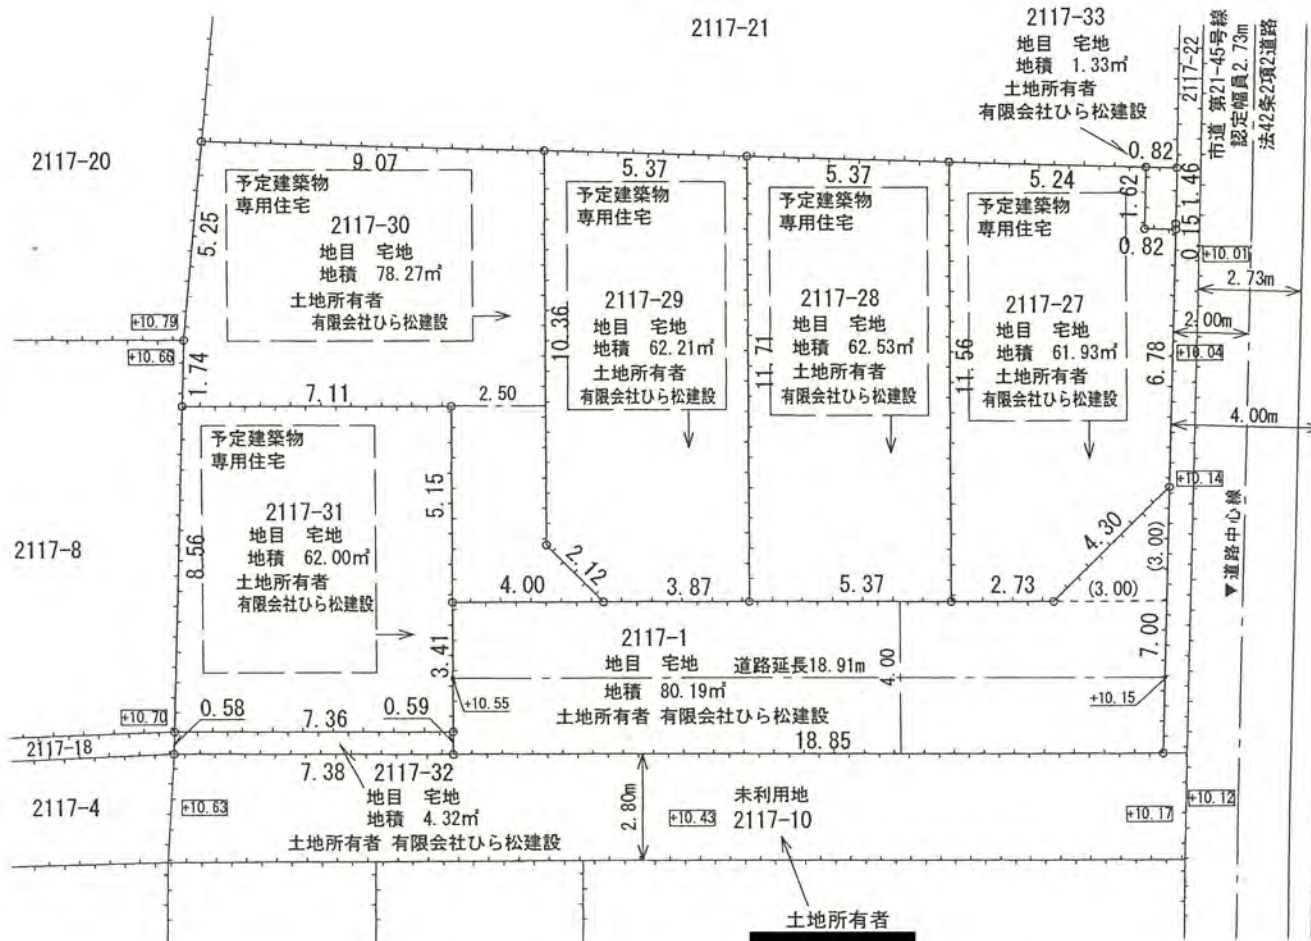 2117-21
2117-33
地目 宅地
地積 1.33㎡
土地所有者
有限会社ひら松建設
2117-22
市道 第21-45号線
認定幅員2.73m
法42条2項2道路
2117-20
9.07
5.37
5.37
5.24
0.82
1.62
1.46
0.82
0.15
+10.01
2.73m
2.00m
+10.04
6.78
4.00m
+10.14
▼道路中心線
5.25
予定建築物
専用住宅
2117-30
地目 宅地
地積 78.27㎡
土地所有者
有限会社ひら松建設
+10.79
+10.66
1.74
7.11
2.50
10.36
予定建築物
専用住宅
2117-29
地目 宅地
地積 62.21㎡
土地所有者
有限会社ひら松建設
11.71
予定建築物
専用住宅
2117-28
地目 宅地
地積 62.53㎡
土地所有者
有限会社ひら松建設
11.56
予定建築物
専用住宅
2117-27
地目 宅地
地積 61.93㎡
土地所有者
有限会社ひら松建設
2117-8
8.56
予定建築物
専用住宅
2117-31
地目 宅地
地積 62.00㎡
土地所有者
有限会社ひら松建設
5.15
4.00
2.12
3.87
5.37
2.73
4.30
(3.00)
(3.00)
7.00
3.41
2117-1
地目 宅地
道路延長18.91m
地積 80.19㎡
土地所有者 有限会社ひら松建設
4.00
+10.55
+10.15
18.85
+10.70
0.58
7.36
0.59
2117-18
7.38
2117-32
地目 宅地
地積 4.32㎡
土地所有者 有限会社ひら松建設
2117-4
+10.63
2.80m
+10.43
未利用地
2117-10
+10.17
+10.12
土地所有者